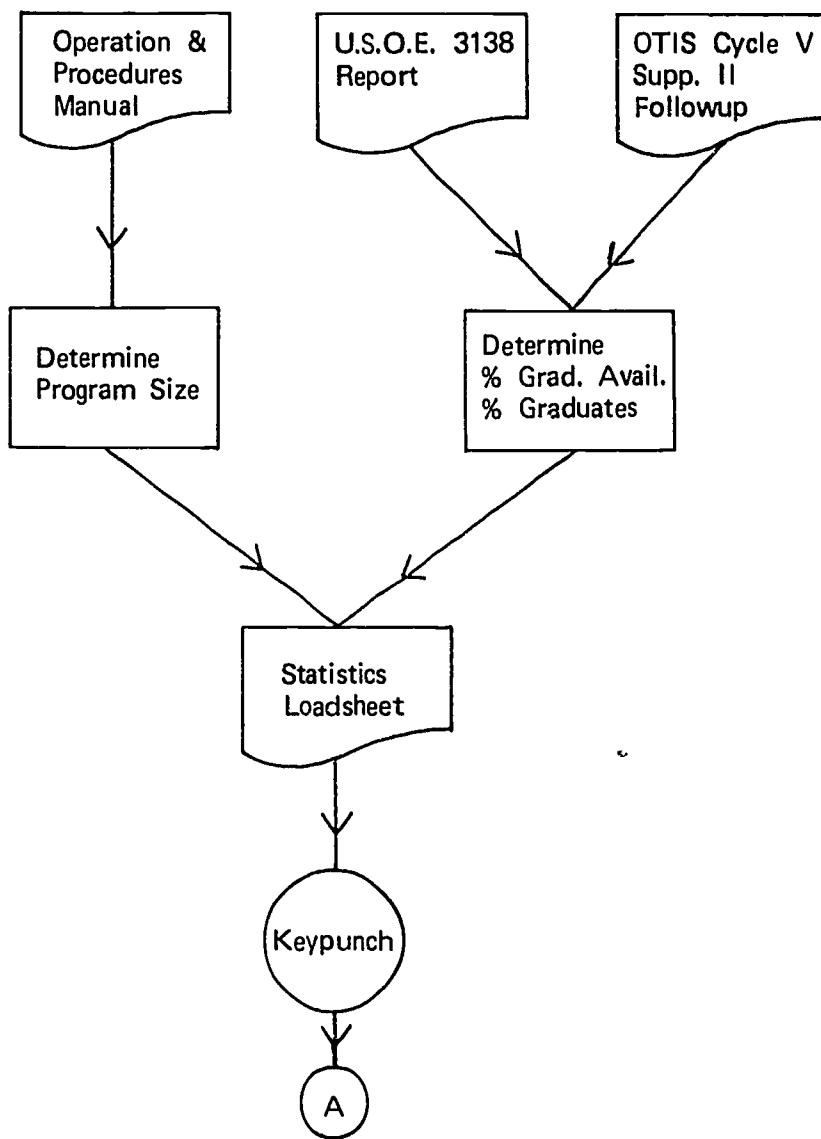 Operation &
Procedures
Manual
U.S.O.E. 3138
Report
OTIS Cycle V
Supp. II
Followup
Determine
Program Size
Determine
% Grad. Avail.
% Graduates
Statistics
Loadsheet
Keypunch
A